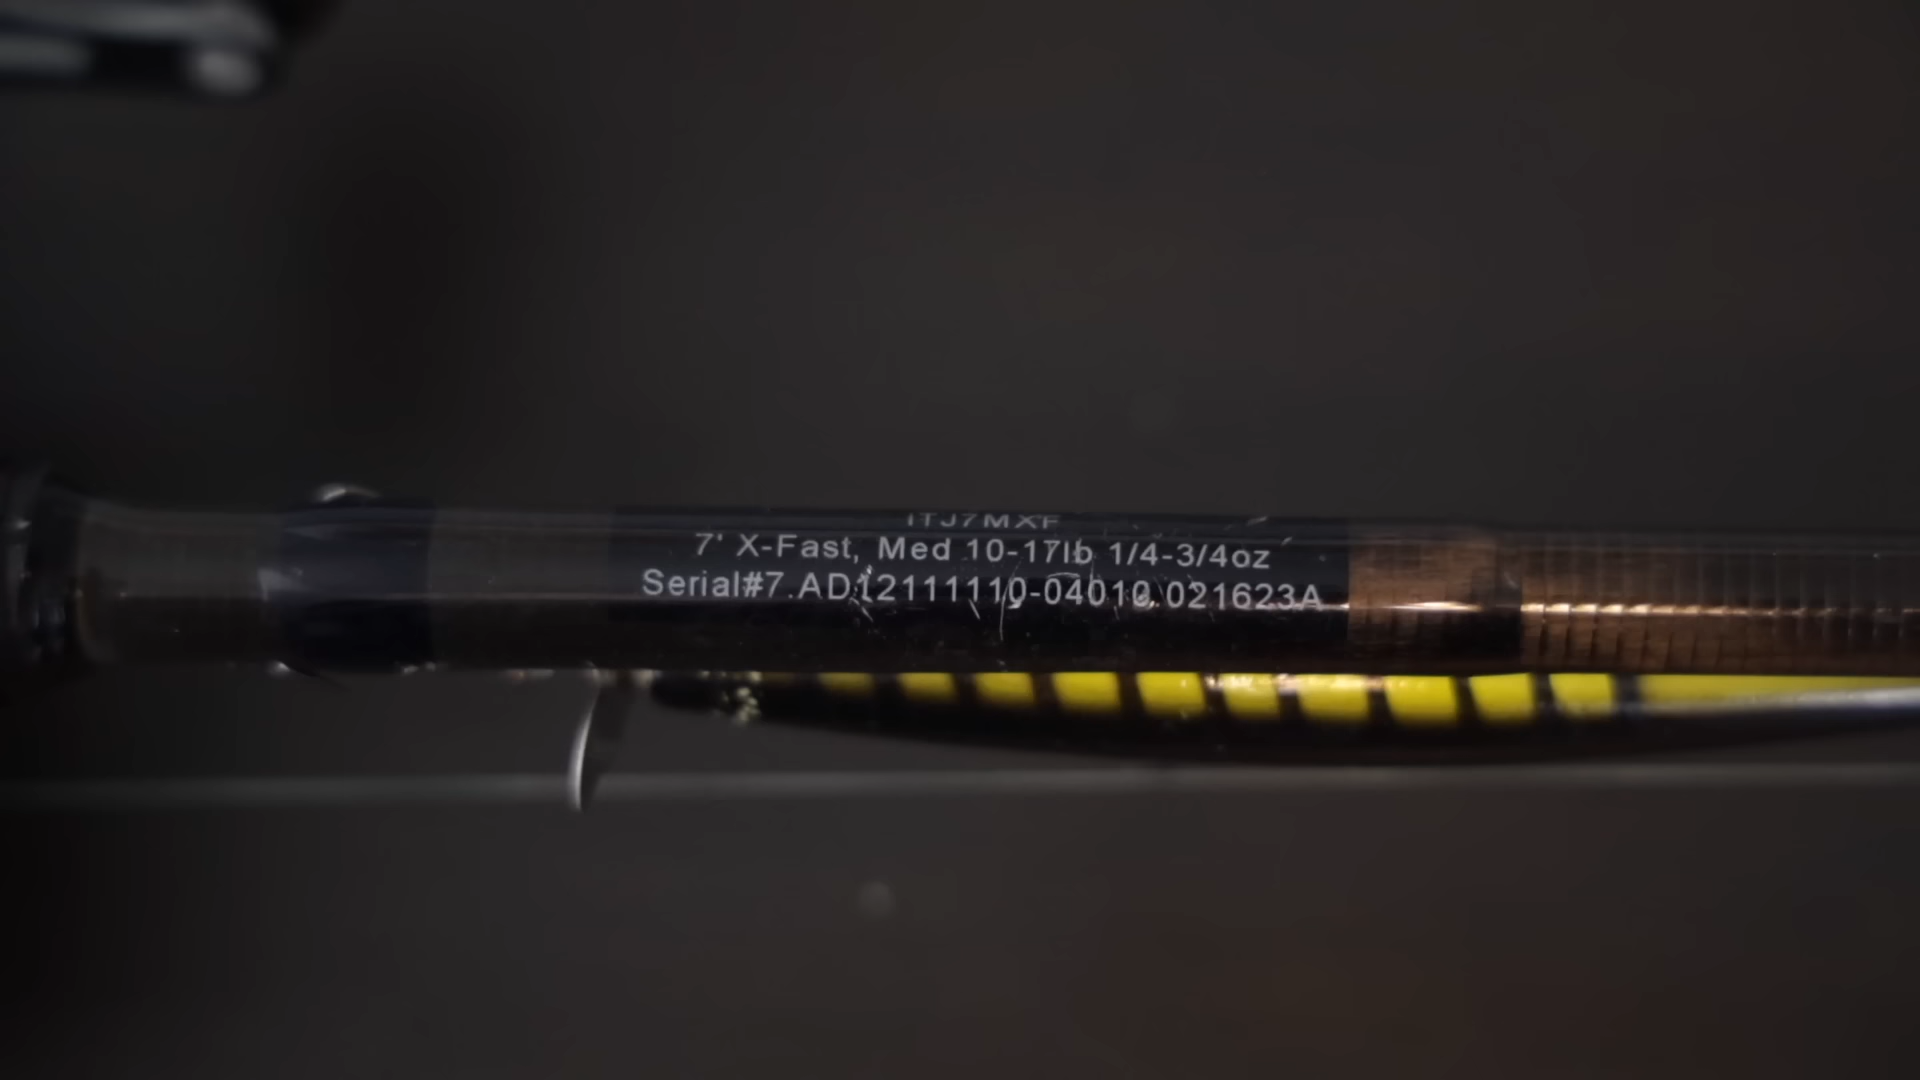 ITJ7MXF
7' X-Fast, Med 10-17lb 1/4-3/4oz
Serial#7.AD12111110-04010.021623A